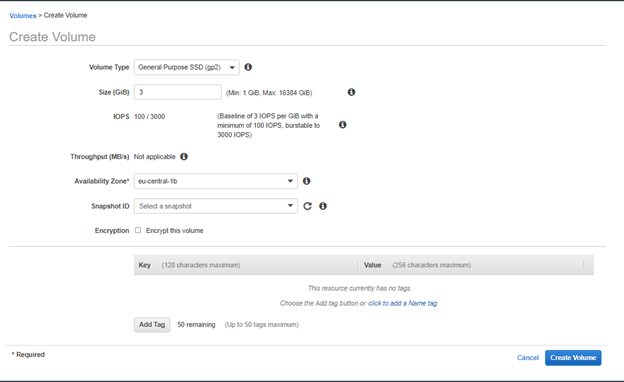 Volumes > Create Volume
Create Volume
Volume Type General Purpose SSD (gp2)
Size (GiB) 3 (Min: 1 GiB, Max: 16384 GiB)
IOPS 100 / 3000 (Baseline of 3 IOPS per GiB with a
minimum of 100 IOPS, burstable to
3000 IOPS)
Throughput (MB/s) Not applicable
Availability Zone* eu-central-1b
Snapshot ID Select a snapshot
Encryption Encrypt this volume
Key (128 characters maximum) Value (256 characters maximum)
This resource currently has no tags
Choose the Add tag button or click to add a Name tag
Add Tag 50 remaining (Up to 50 tags maximum)
* Required
Cancel Create Volume